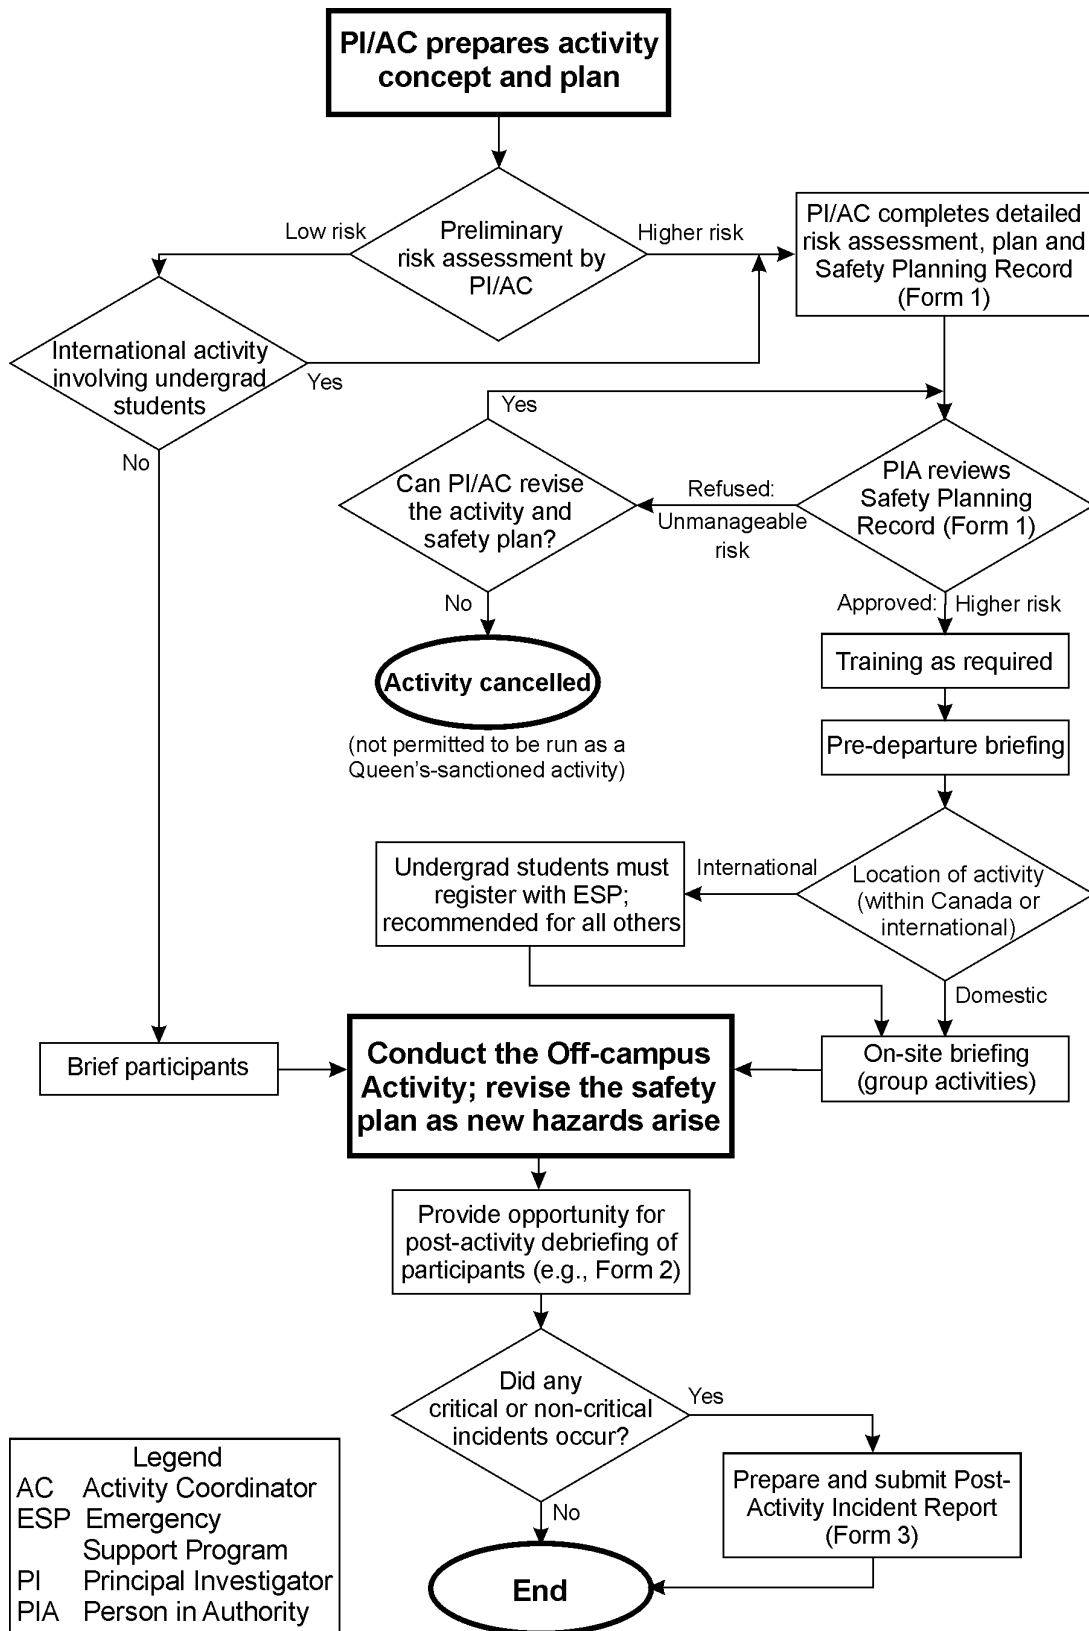 PI/AC prepares activity
concept and plan
Low risk
Preliminary
risk assessment by
PI/AC
Higher risk
PI/AC completes detailed
risk assessment, plan and
Safety Planning Record
(Form 1)
International activity
involving undergrad
students
Yes
No
Yes
Can PI/AC revise
the activity and
safety plan?
Refused:
Unmanageable
risk
PIA reviews
Safety Planning
Record (Form 1)
No
Approved: Higher risk
Activity cancelled
(not permitted to be run as a
Queen's-sanctioned activity)
Training as required
Pre-departure briefing
Undergrad students must
register with ESP;
recommended for all others
International
Location of activity
(within Canada or
international)
Domestic
Brief participants
Conduct the Off-campus
Activity; revise the safety
plan as new hazards arise
On-site briefing
(group activities)
Provide opportunity for
post-activity debriefing of
participants (e.g., Form 2)
Did any
critical or non-critical
incidents occur?
Yes
No
Prepare and submit Post-
Activity Incident Report
(Form 3)
End
Legend
AC Activity Coordinator
ESP Emergency
Support Program
PI Principal Investigator
PIA Person in Authority